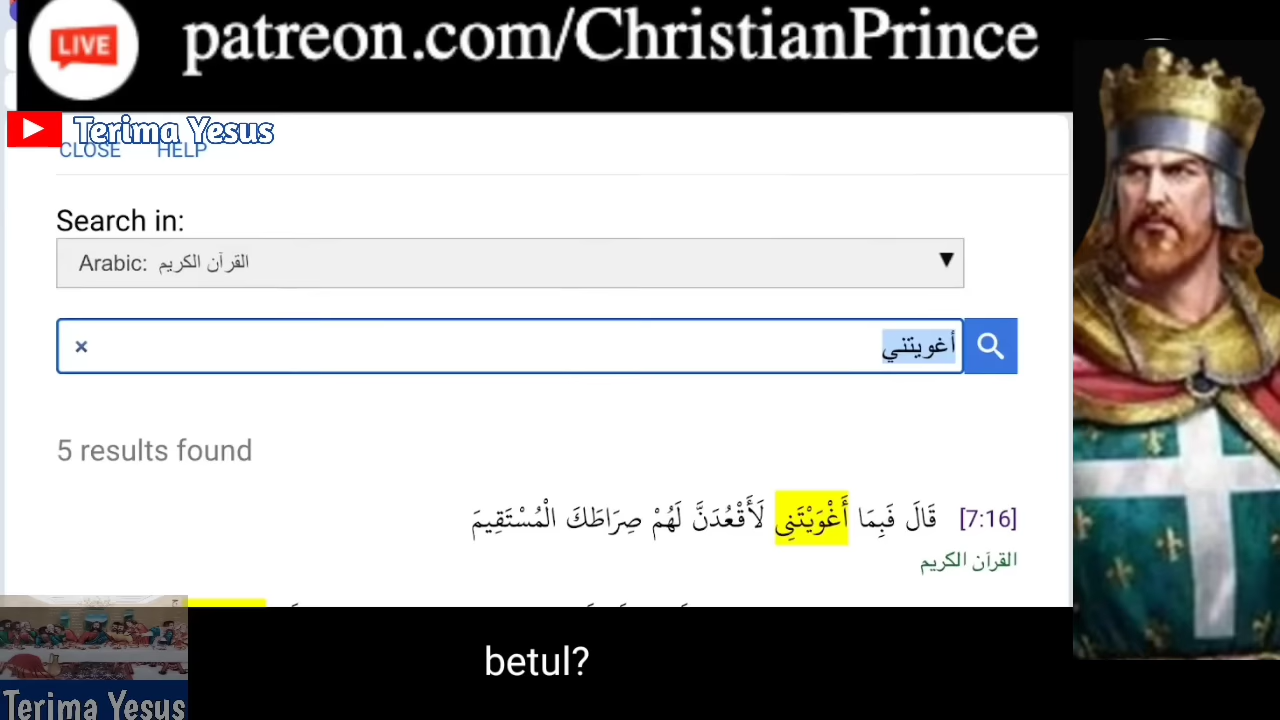 LIVE
patreon.com/ChristianPrince
Terima Yesus
CLOSE HELP
Search in:
Arabic: القرآن الكريم
أغويتني
5 results found
[7:16] قَالَ فَبِمَا أَغْوَيْتَنِى لَأَقْعُدَنَّ لَهُمْ صِرَاطَكَ الْمُسْتَقِيمَ
القرآن الكريم
betul?
Terima Yesus